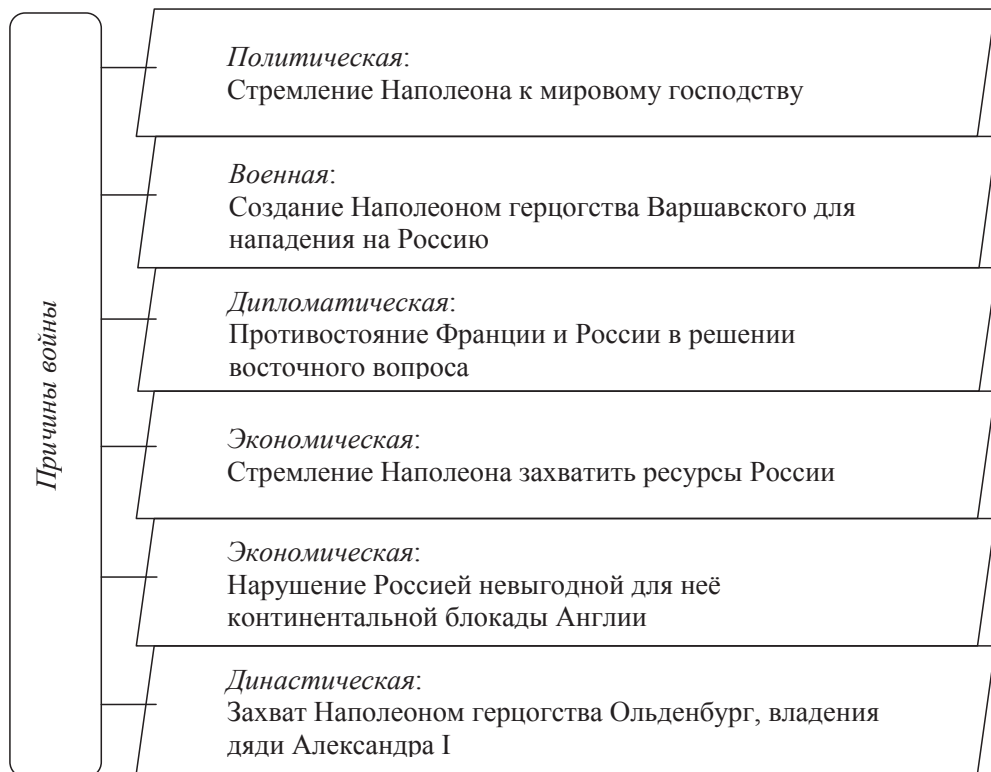 Причины войны
Политическая:
Стремление Наполеона к мировому господству
Военная:
Создание Наполеоном герцогства Варшавского для
нападения на Россию
Дипломатическая:
Противостояние Франции и России в решении
восточного вопроса
Экономическая:
Стремление Наполеона захватить ресурсы России
Экономическая:
Нарушение Россией невыгодной для неё
континентальной блокады Англии
Династическая:
Захват Наполеоном герцогства Ольденбург, владения
дяди Александра I